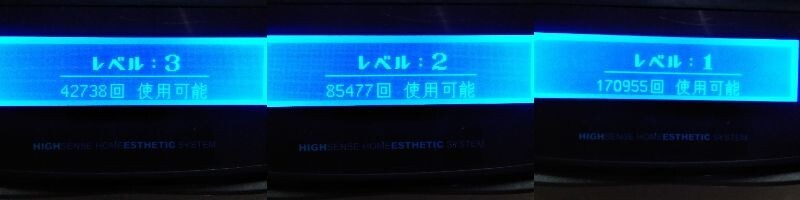 レベル：3
42738回 使用可能
HIGHSENSE HOMEESTHETIC SYSTEM
レベル：2
85477回 使用可能
HIGHSENSE HOMEESTHETIC SYSTEM
レベル：1
170955回 使用可能
HIGHSENSE HOMEESTHETIC SYSTEM